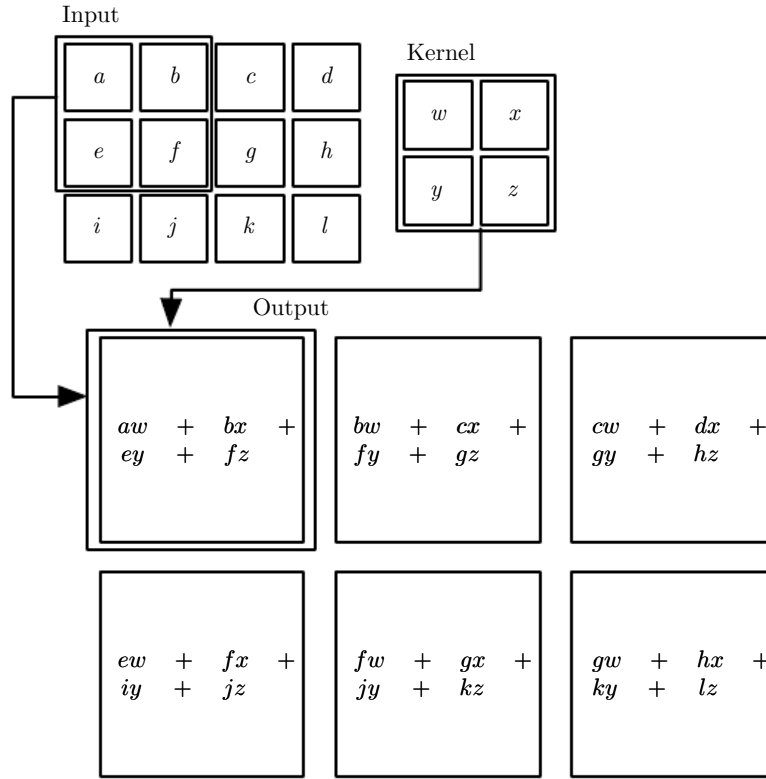 Input
a b c d
e f g h
i j k l
Kernel
w x
y z
Output
aw + bx +
ey + fz
bw + cx +
fy + gz
cw + dx +
gy + hz
ew + fx +
iy + jz
fw + gx +
jy + kz
gw + hx +
ky + lz